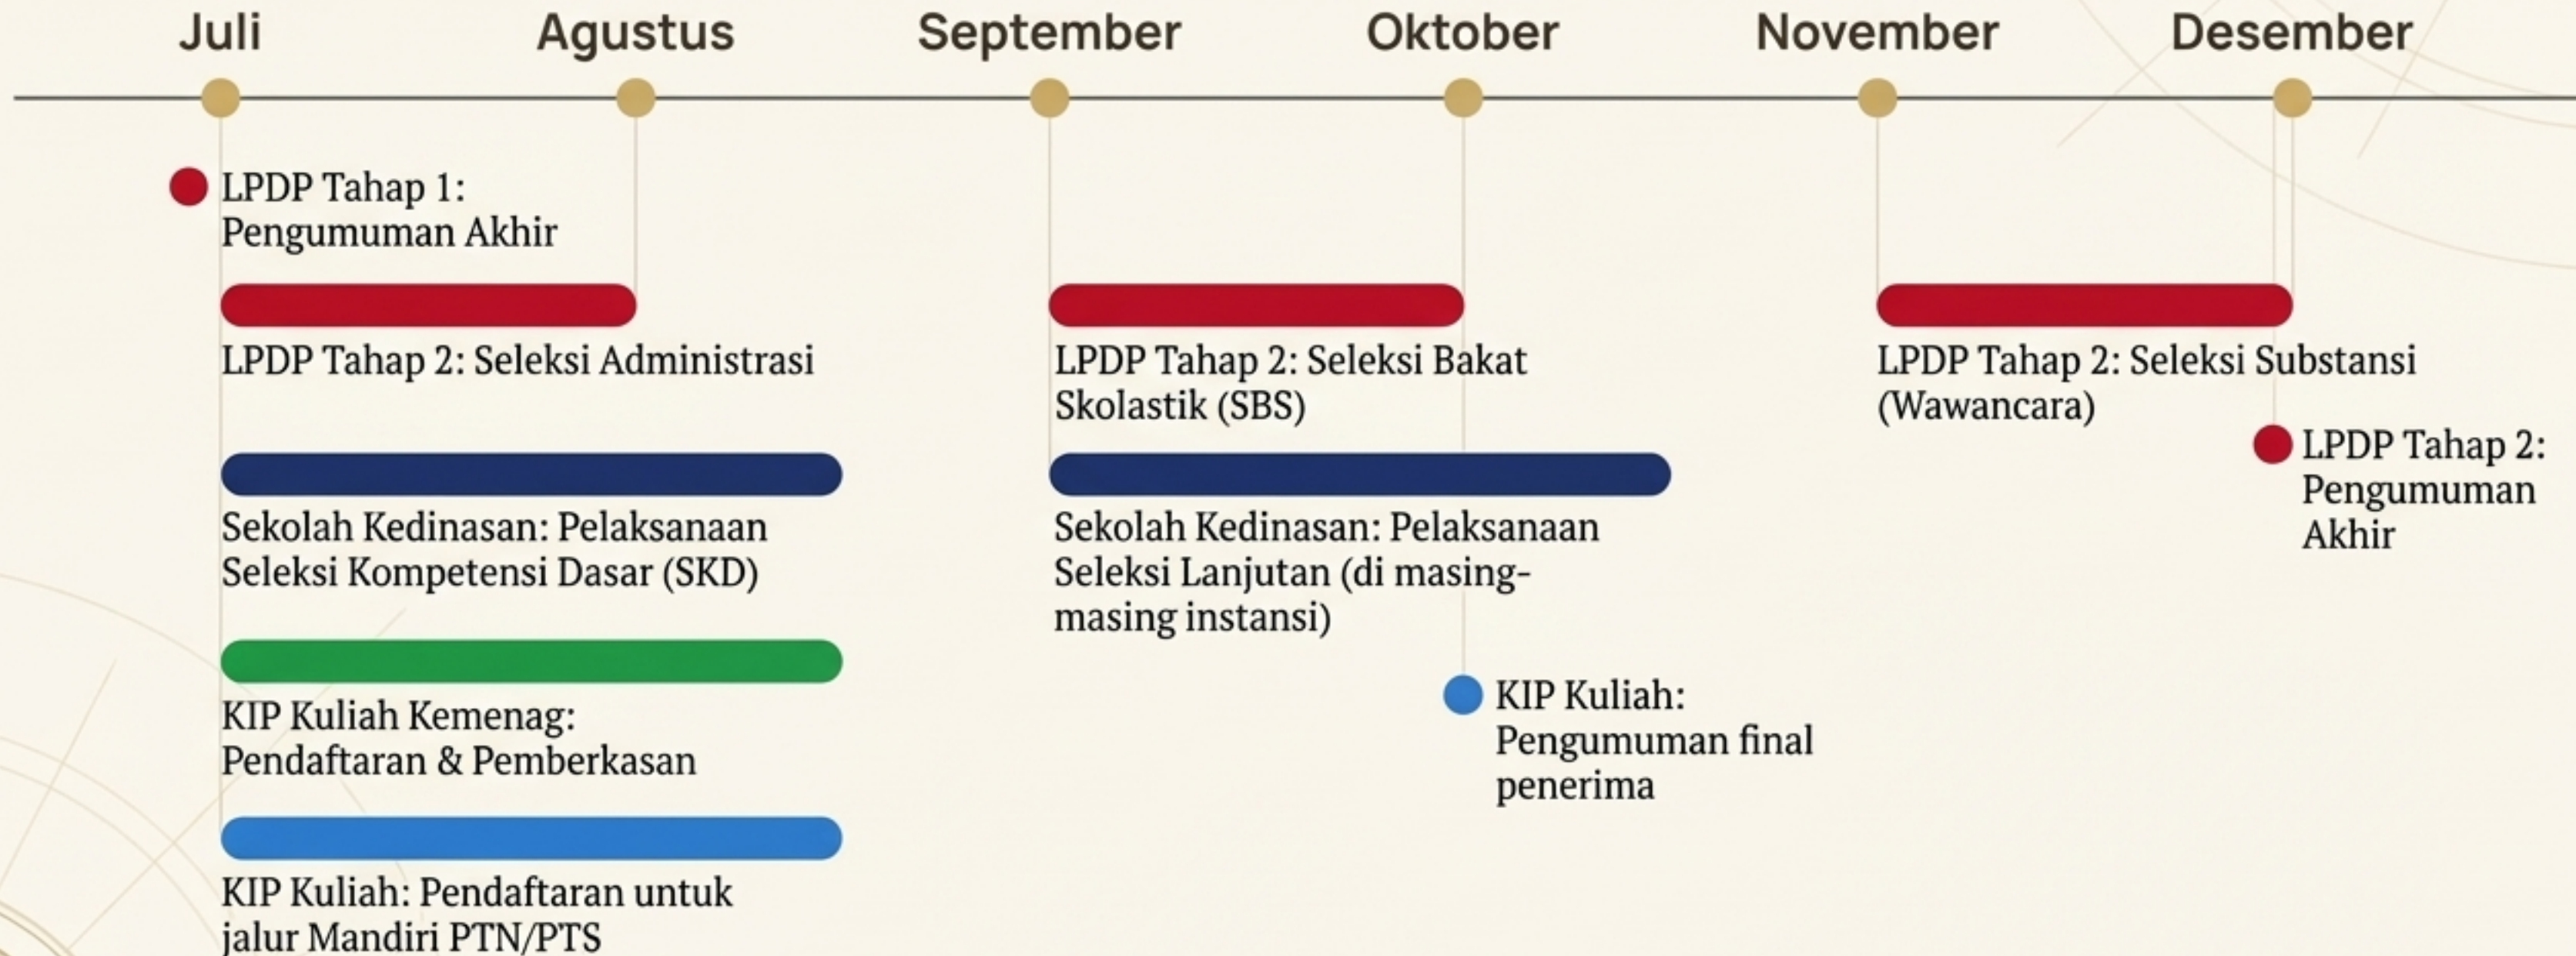 Juli
Agustus
September
Oktober
November
Desember
LPDP Tahap 1:
Pengumuman Akhir
LPDP Tahap 2: Seleksi Administrasi
LPDP Tahap 2: Seleksi Bakat
Skolastik (SBS)
LPDP Tahap 2: Seleksi Substansi
(Wawancara)
LPDP Tahap 2:
Pengumuman
Akhir
Sekolah Kedinasan: Pelaksanaan
Seleksi Kompetensi Dasar (SKD)
Sekolah Kedinasan: Pelaksanaan
Seleksi Lanjutan (di masing-
masing instansi)
KIP Kuliah Kemenag:
Pendaftaran & Pemberkasan
KIP Kuliah:
Pengumuman final
penerima
KIP Kuliah: Pendaftaran untuk
jalur Mandiri PTN/PTS